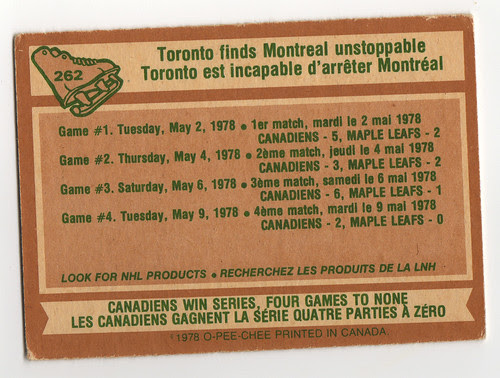 262
Toronto finds Montreal unstoppable
Toronto est incapable d'arrêter Montréal
Game #1. Tuesday, May 2, 1978 • 1er match, mardi le 2 mai 1978
CANADIENS - 5, MAPLE LEAFS - 2
Game #2. Thursday, May 4, 1978 • 2ème match, jeudi le 4 mai 1978
CANADIENS - 3, MAPLE LEAFS - 2
Game #3. Saturday, May 6, 1978 • 3ème match, samedi le 6 mai 1978
CANADIENS - 6, MAPLE LEAFS - 1
Game #4. Tuesday, May 9, 1978 • 4ème match, mardi le 9 mai 1978
CANADIENS - 2, MAPLE LEAFS - 0
LOOK FOR NHL PRODUCTS • RECHERCHEZ LES PRODUITS DE LA LNH
CANADIENS WIN SERIES, FOUR GAMES TO NONE
LES CANADIENS GAGNENT LA SÉRIE QUATRE PARTIES À ZÉRO
©1978 O-PEE-CHEE PRINTED IN CANADA.